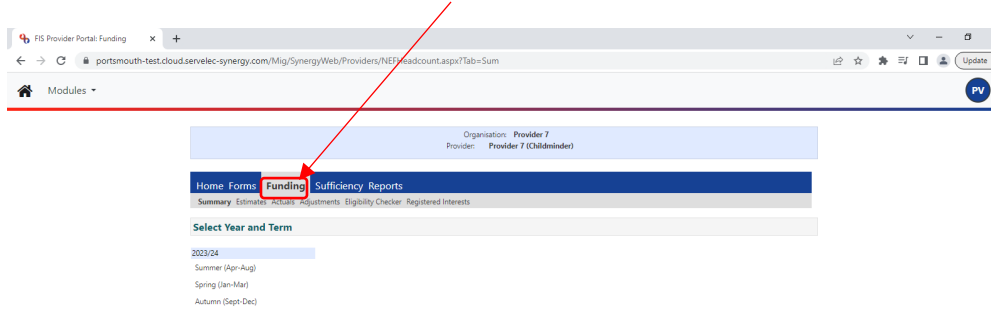 FIS Provider Portal: Funding
portsmouth-test.cloud.servelec-synergy.com/Mig/SynergyWeb/Providers/NEFHeadcount.aspx?Tab=Sum
Update
Modules
PV
Organisation: Provider 7
Provider: Provider 7 (Childminder)
Home Forms Funding Sufficiency Reports
Summary Estimates Actuals Adjustments Eligibility Checker Registered Interests
Select Year and Term
2023/24
Summer (Apr-Aug)
Spring (Jan-Mar)
Autumn (Sept-Dec)